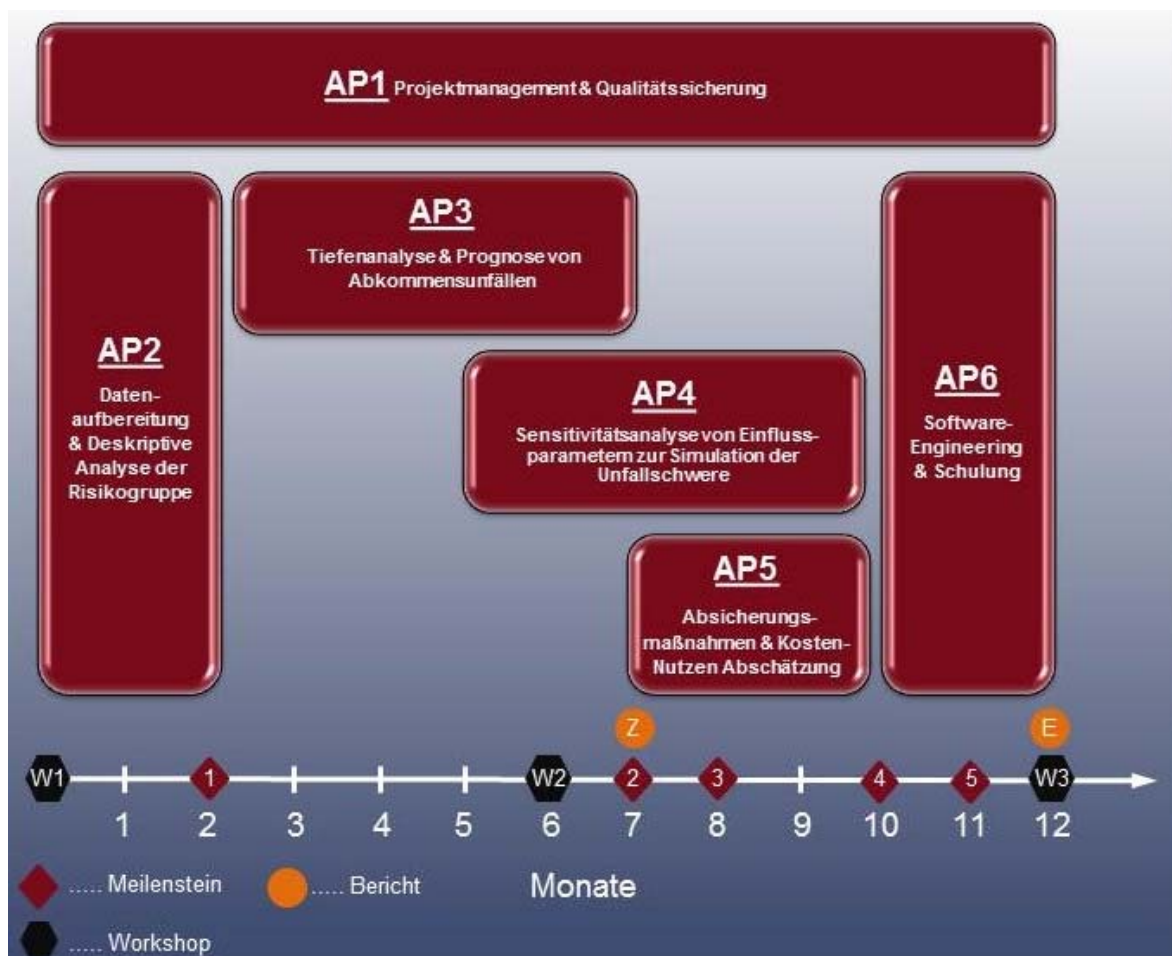 AP1 Projektmanagement & Qualitätssicherung
AP2
Daten-
aufbereitung
& Deskriptive
Analyse der
Risikogruppe
AP3
Tiefenanalyse & Prognose von
Abkommensunfällen
AP4
Sensitivitätsanalyse von Einfluss-
parametern zur Simulation der
Unfallschwere
AP5
Absicherungs-
maßnahmen & Kosten-
Nutzen Abschätzung
AP6
Software-
Engineering
& Schulung
Z E
W1 1 W2 2 3 4 5 W3
1 2 3 4 5 6 7 8 9 10 11 12
..... Meilenstein ..... Bericht Monate
..... Workshop